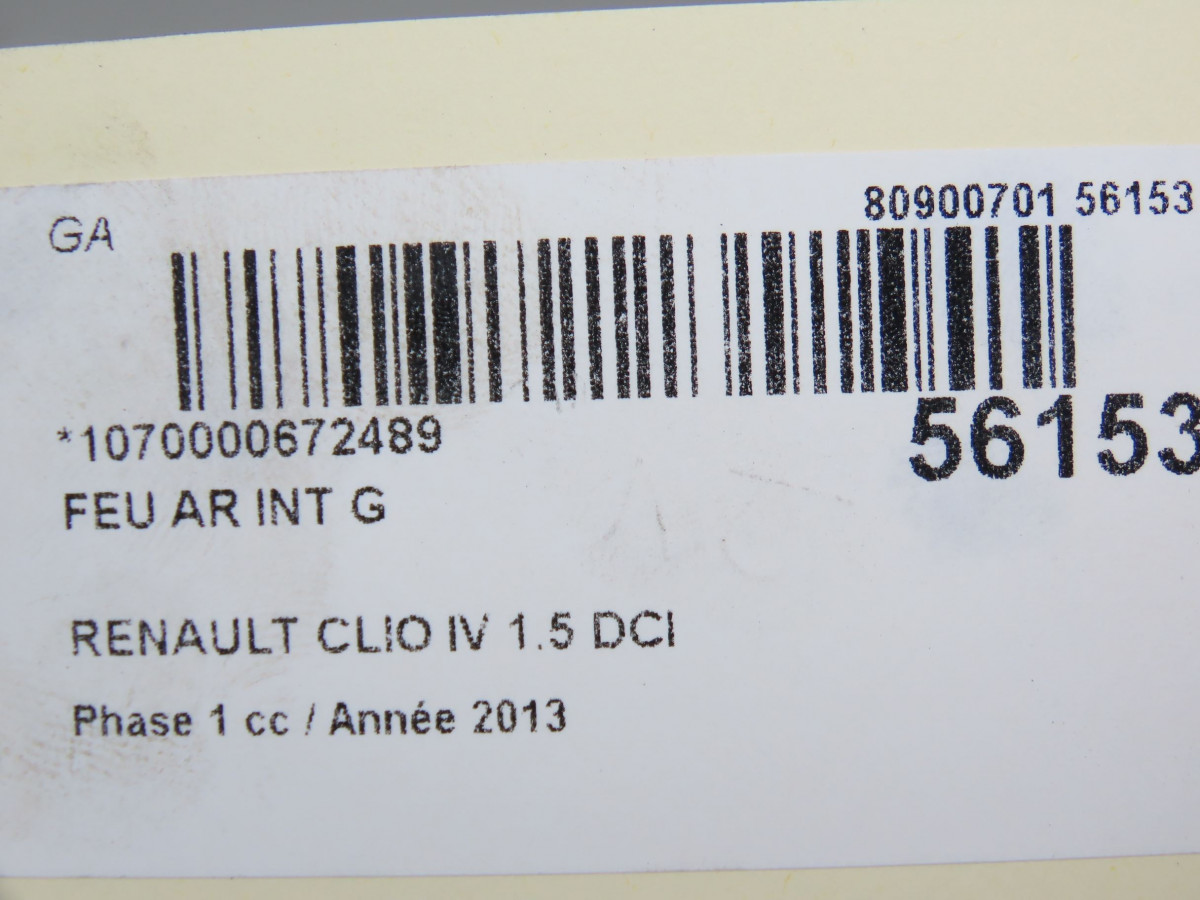 GA
80900701 56153
*1070000672489
56153
FEU AR INT G
RENAULT CLIO IV 1.5 DCI
Phase 1 cc / Année 2013